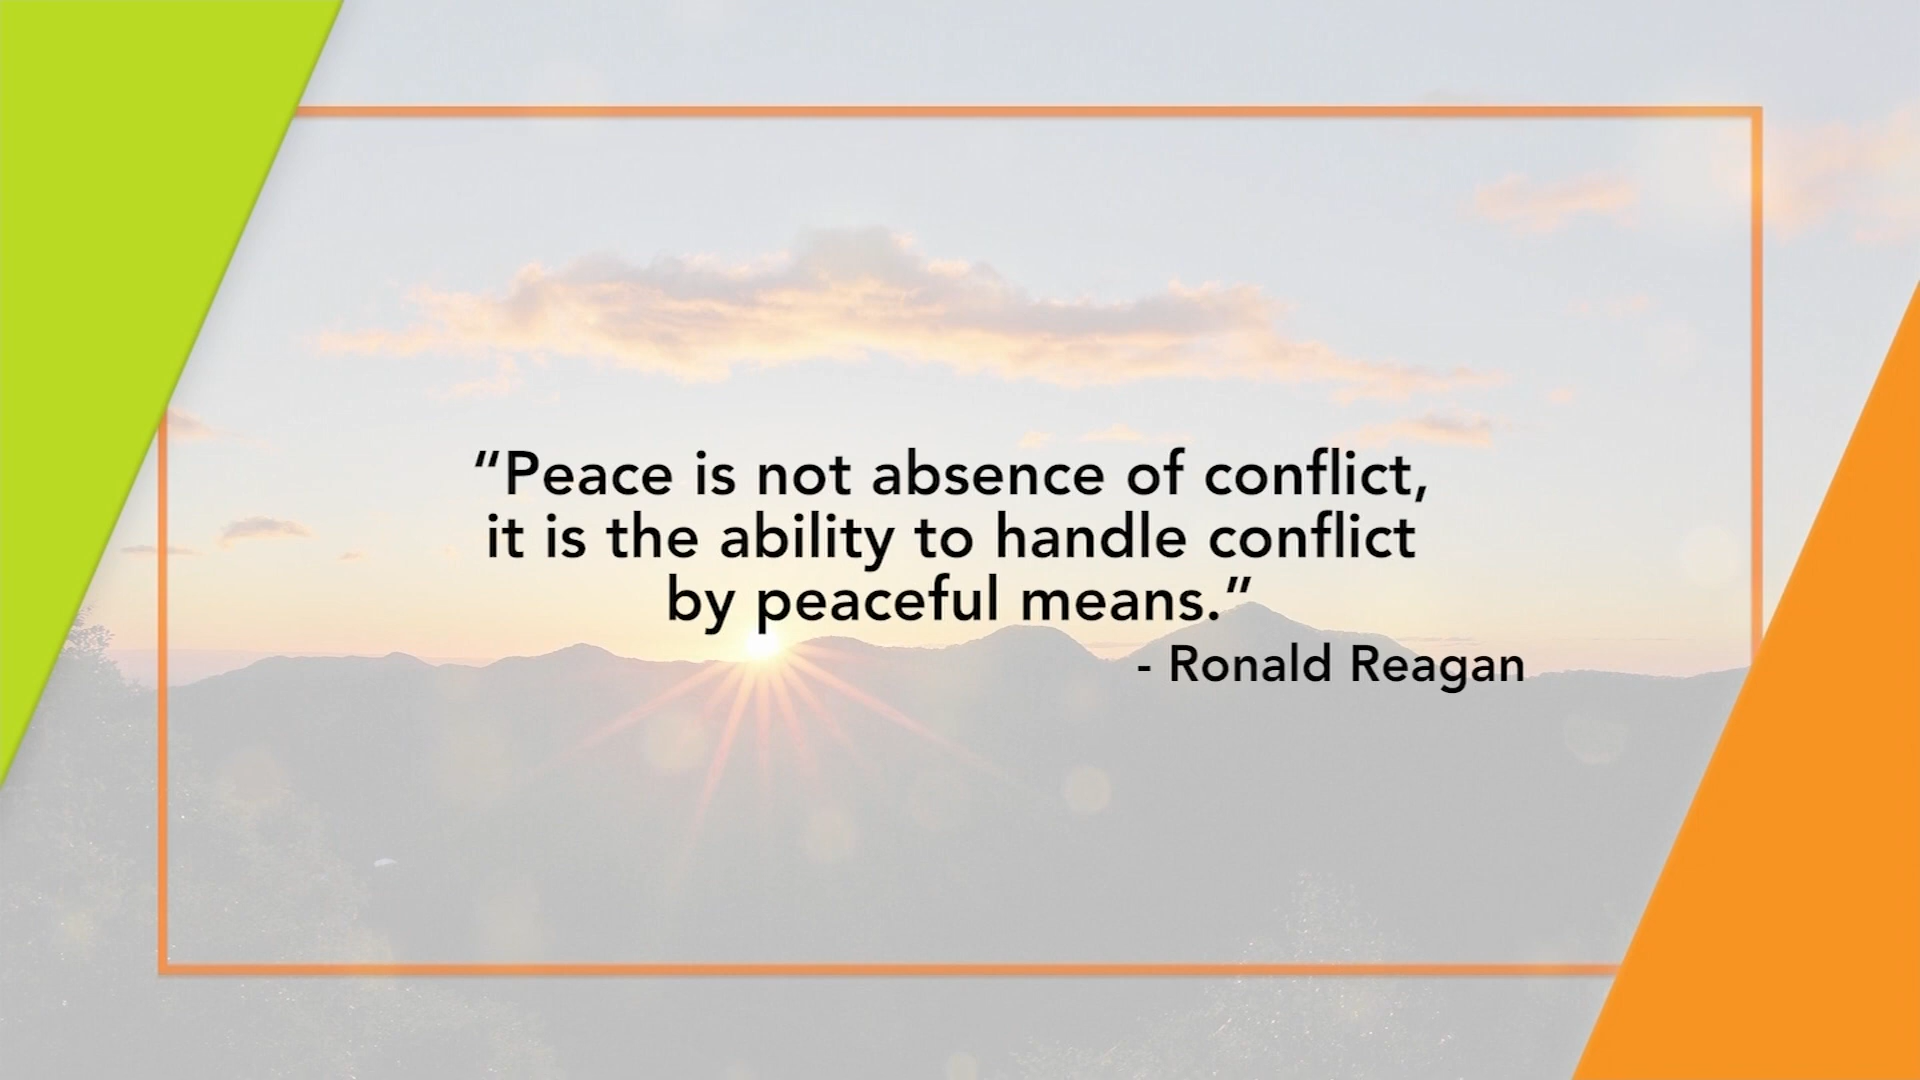 “Peace is not absence of conflict,
it is the ability to handle conflict
by peaceful means.”
- Ronald Reagan